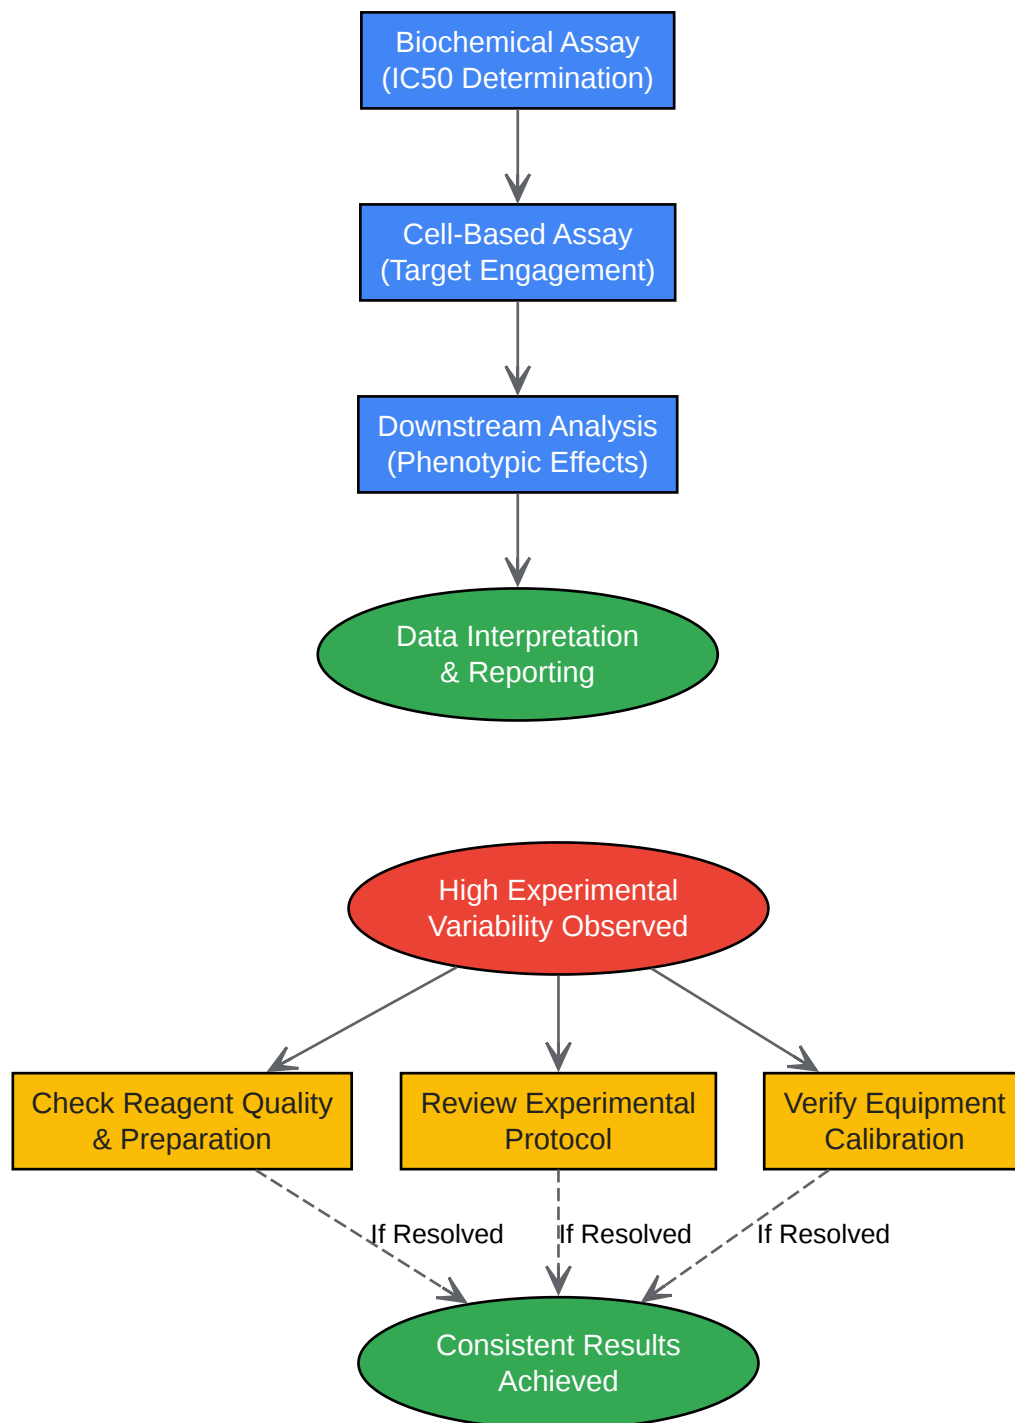 Biochemical Assay
(IC50 Determination)
Cell-Based Assay
(Target Engagement)
Downstream Analysis
(Phenotypic Effects)
Data Interpretation
& Reporting
High Experimental
Variability Observed
Check Reagent Quality
& Preparation
Review Experimental
Protocol
Verify Equipment
Calibration
If Resolved
If Resolved
If Resolved
Consistent Results
Achieved